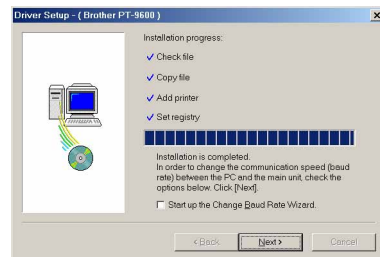 Driver Setup - ( Brother PT-9600 )
Installation progress:
Check file
Copy file
Add printer
Set registry
Installation is completed.
In order to change the communication speed (baud
rate) between the PC and the main unit, check the
options below. Click [Next].
Start up the Change Baud Rate Wizard.
< Back
Next >
Cancel